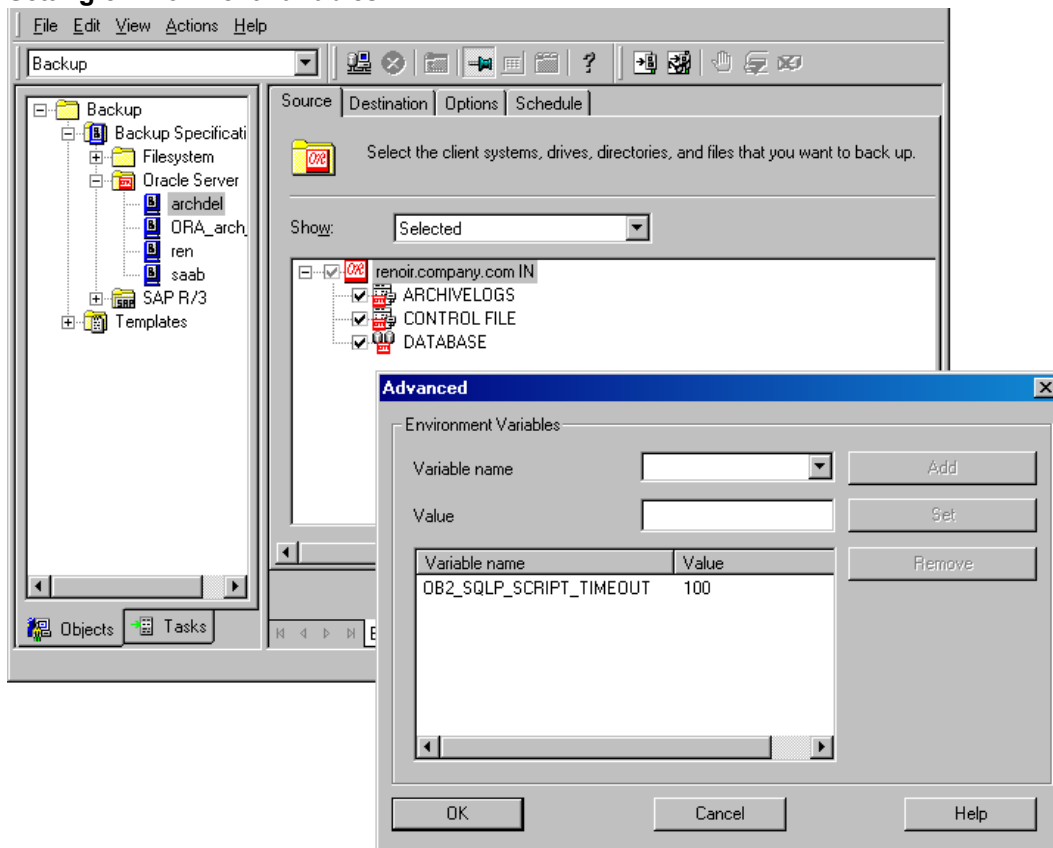 File Edit View Actions Help
Backup
Source Destination Options Schedule
Backup
Backup Specificati
Filesystem
Oracle Server
archdel
ORA_arch_
ren
saab
SAP R/3
Templates
Select the client systems, drives, directories, and files that you want to back up.
Show: Selected
renoir.company.com IN
ARCHIVELOGS
CONTROL FILE
DATABASE
Objects Tasks
Advanced
Environment Variables
Variable name Add
Value Set
Variable name Value Remove
OB2_SQLP_SCRIPT_TIMEOUT 100
OK Cancel Help